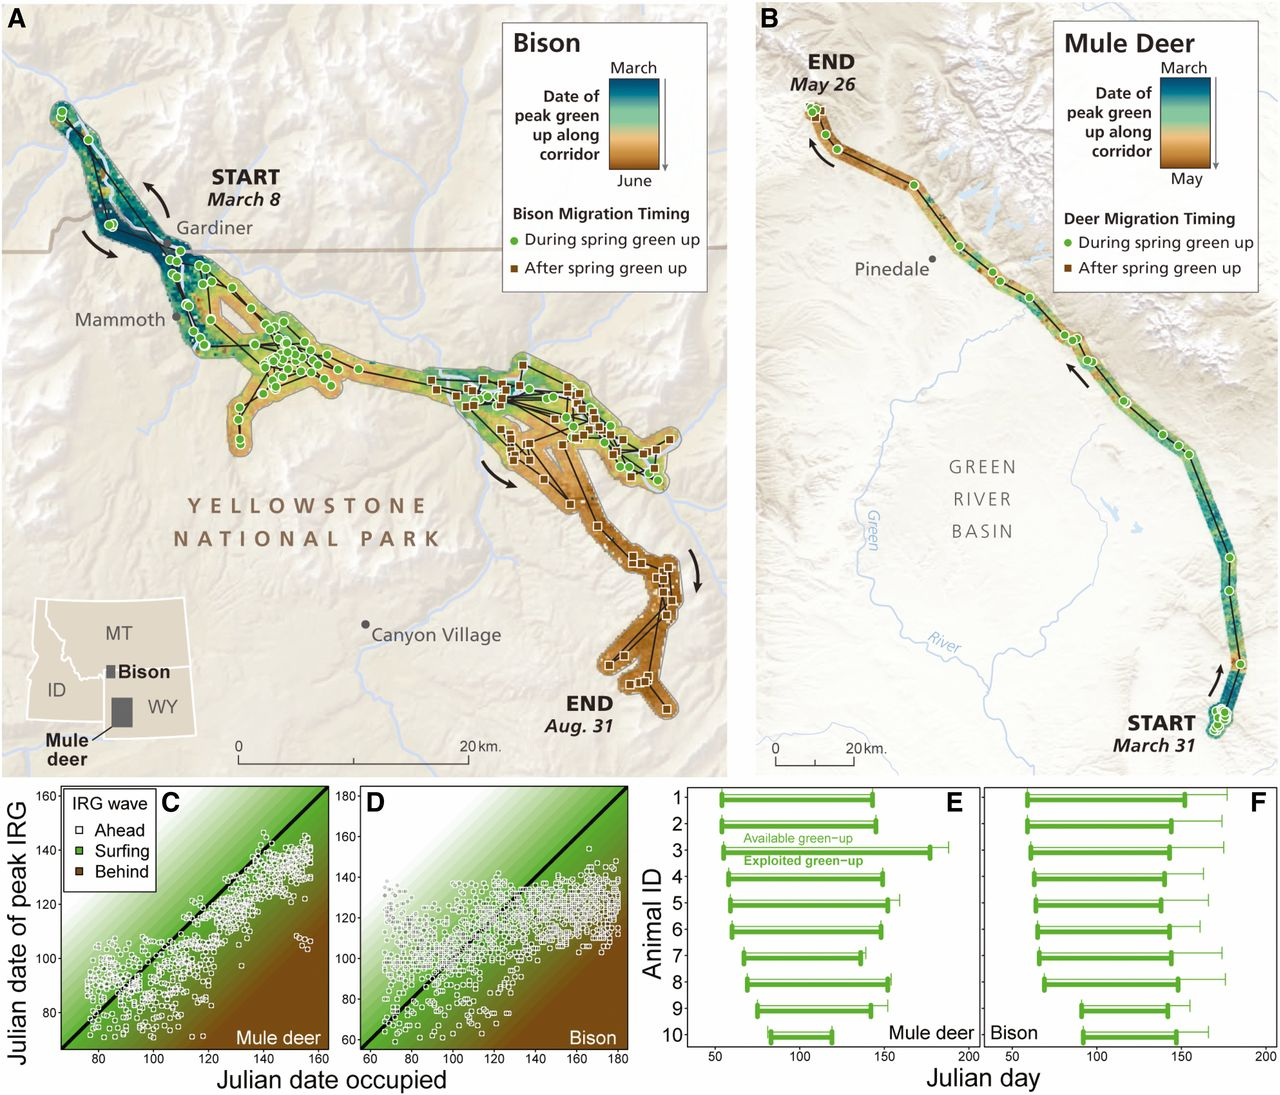 A
Bison
March
Date of
peak green
up along
corridor
June
Bison Migration Timing
During spring green up
After spring green up
START
March 8
Gardiner
Mammoth
YELLOWSTONE
NATIONAL PARK
Canyon Village
END
Aug. 31
MT
Bison
ID
WY
Mule
deer
0
20 km.
B
Mule Deer
March
Date of
peak green
up along
corridor
May
Deer Migration Timing
During spring green up
After spring green up
END
May 26
Pinedale
GREEN
RIVER
BASIN
Green
River
START
March 31
0
20 km.
C
IRG wave
Ahead
Surfing
Behind
Julian date of peak IRG
160
140
120
100
80
Mule deer
80 100 120 140 160
D
180
160
140
120
100
80
60
Bison
60 80 100 120 140 160 180
Julian date occupied
E
Available green-up
Exploited green-up
Animal ID
1
2
3
4
5
6
7
8
9
10
Mule deer
50 100 150 200
F
Bison
50 100 150 200
Julian day